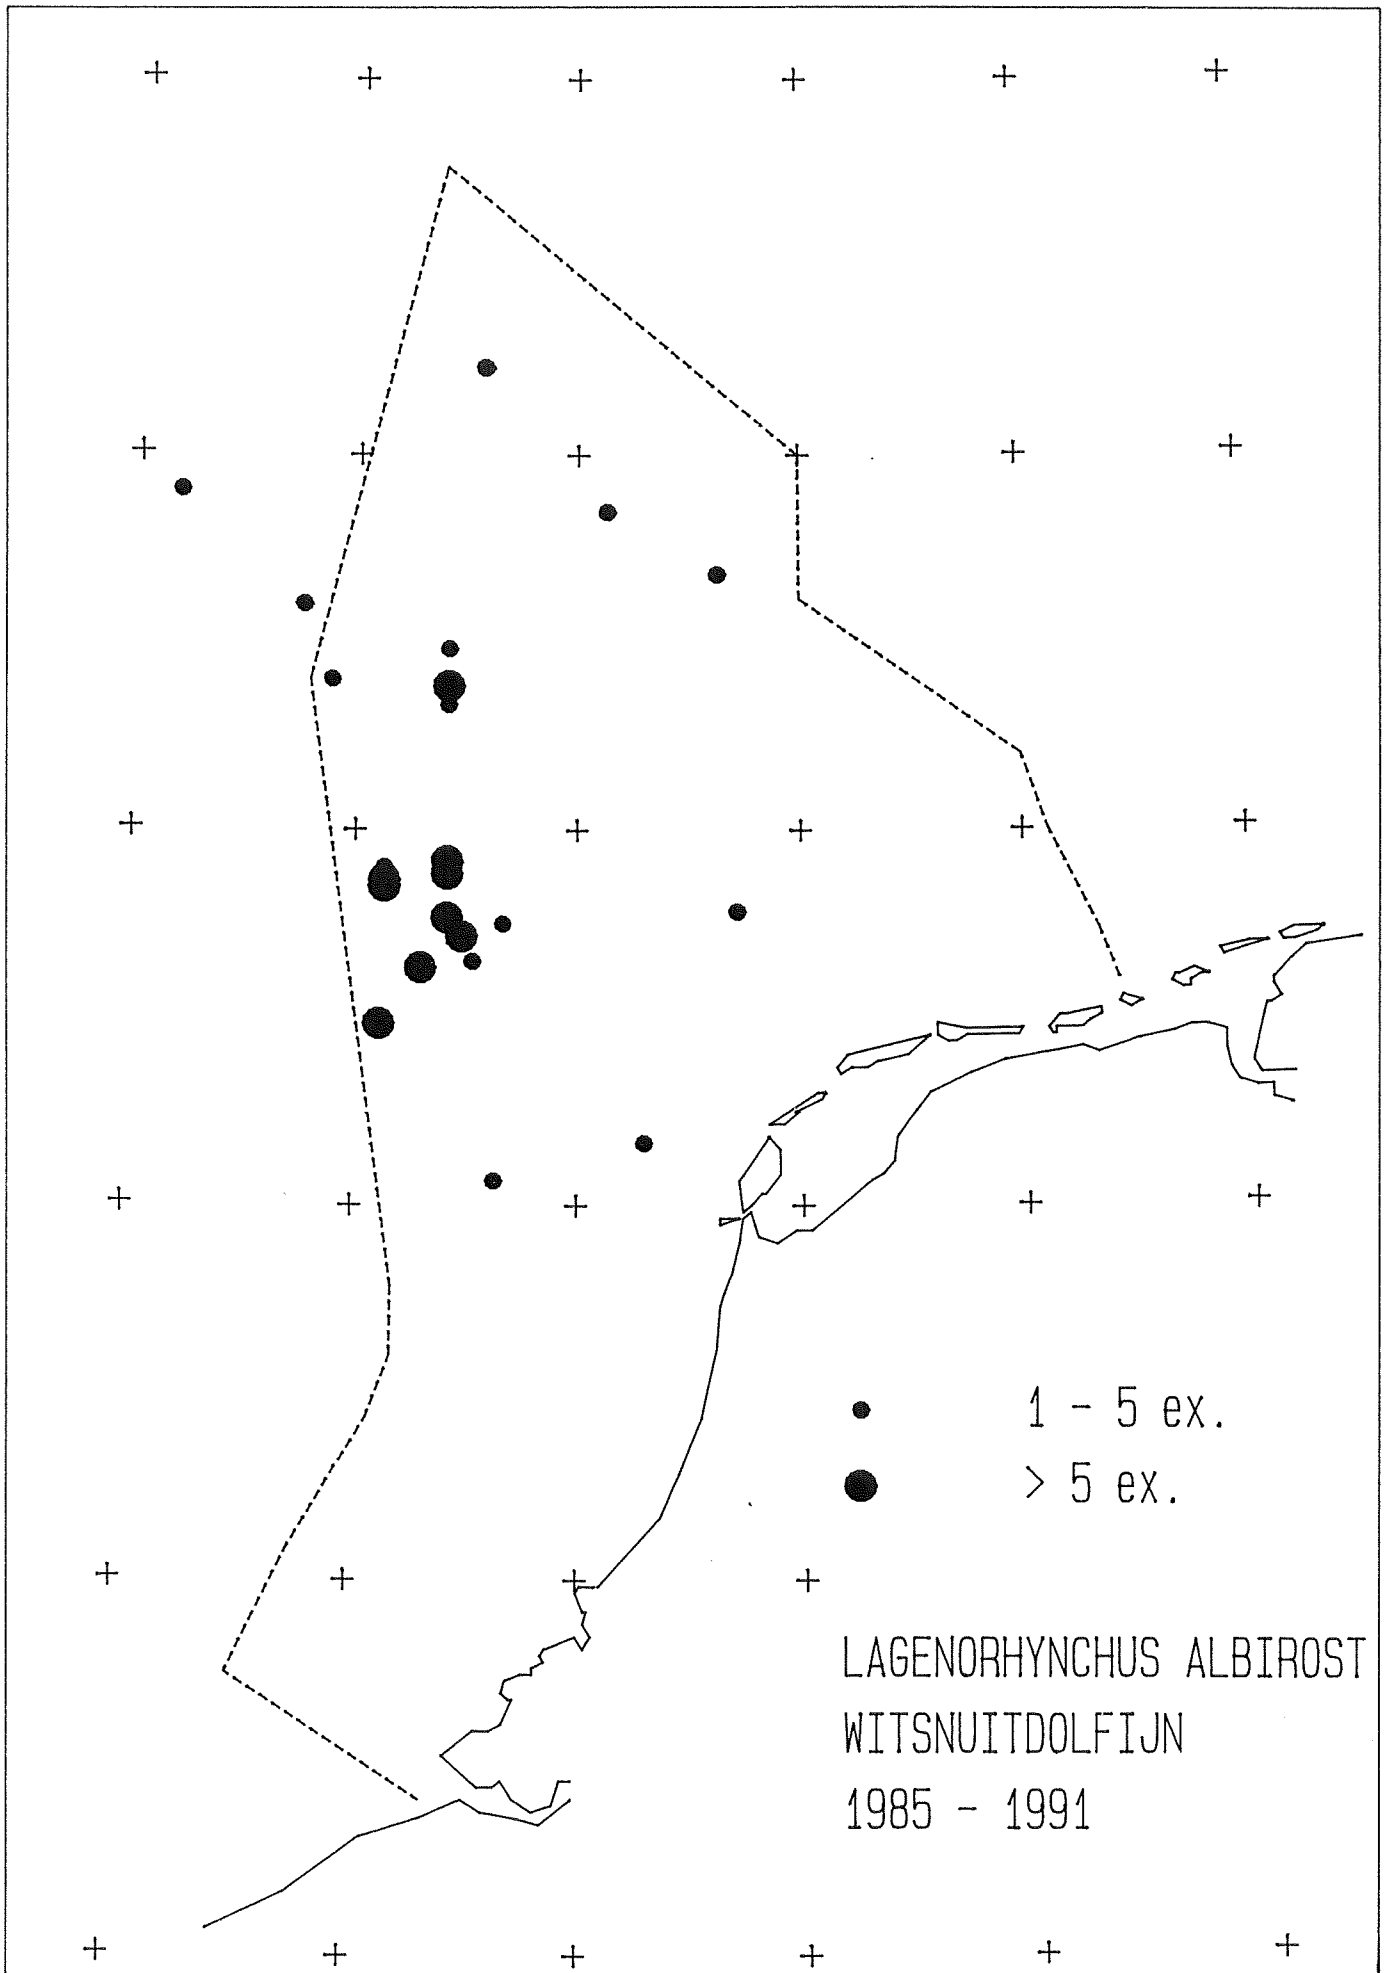 1 - 5 ex.
> 5 ex.
LAGENORHYNCHUS ALBIROST
WITSNUITDOLFIJN
1985 - 1991